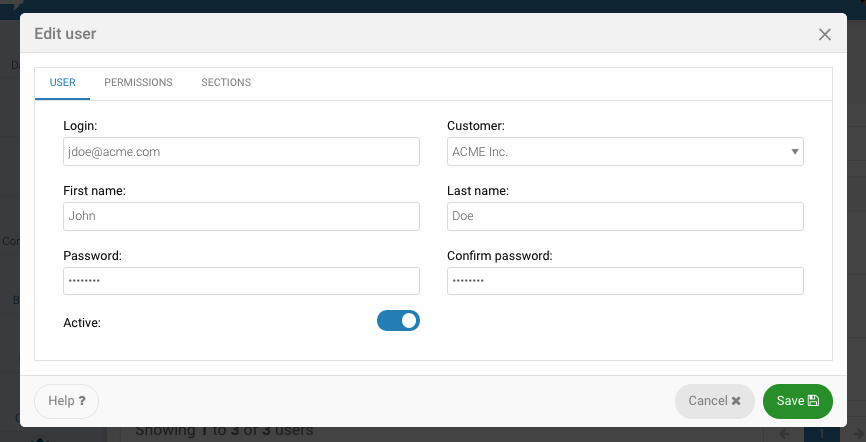 Edit user
USER PERMISSIONS SECTIONS
Login: Customer:
jdoe@acme.com ACME Inc.
First name: Last name:
John Doe
Password: Confirm password:
•••••••• ••••••••
Active:
Help ? Cancel Save
Showing 1 to 3 of 3 users
1